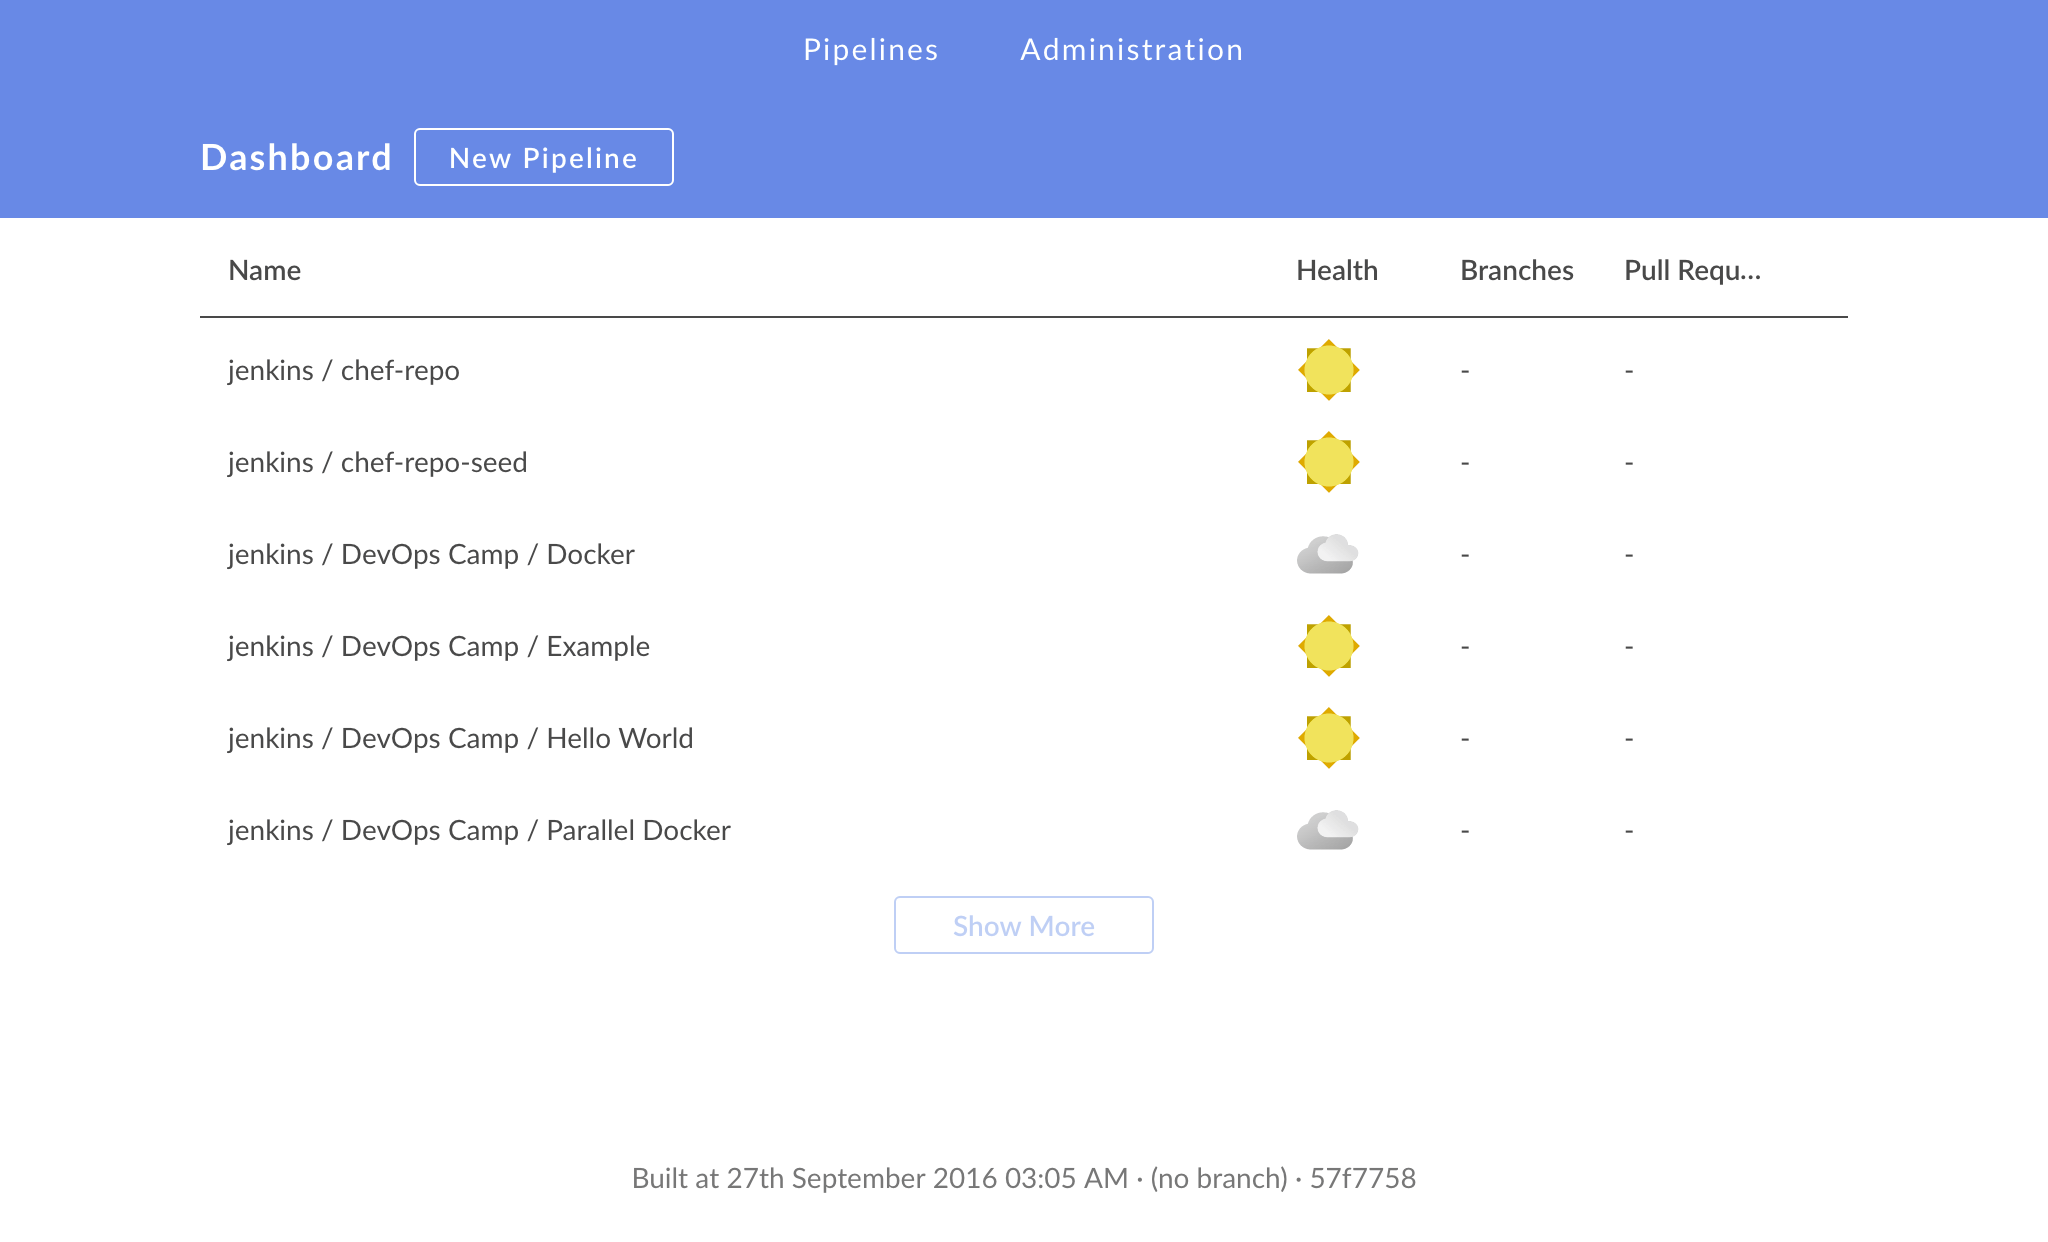 Pipelines Administration
Dashboard New Pipeline
Name Health Branches Pull Requ...
jenkins / chef-repo - -
jenkins / chef-repo-seed - -
jenkins / DevOps Camp / Docker - -
jenkins / DevOps Camp / Example - -
jenkins / DevOps Camp / Hello World - -
jenkins / DevOps Camp / Parallel Docker - -
Show More
Built at 27th September 2016 03:05 AM · (no branch) · 57f7758